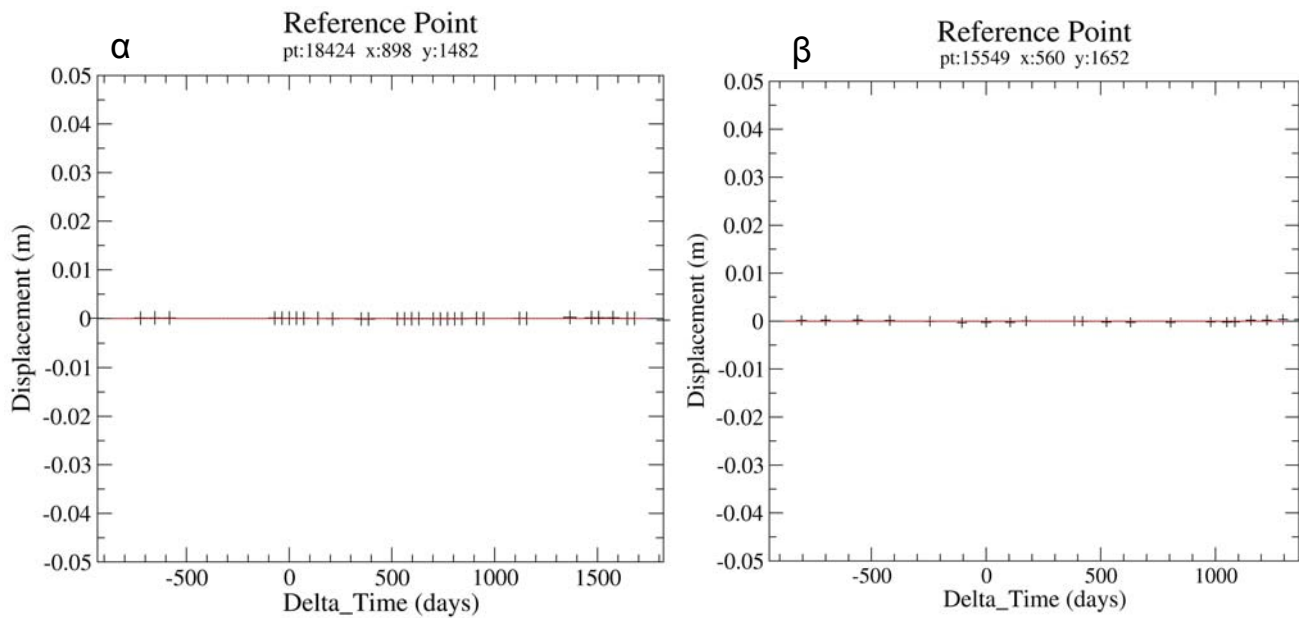 α
Reference Point
pt:18424 x:898 y:1482
0.05
0.04
0.03
0.02
0.01
0
-0.01
-0.02
-0.03
-0.04
-0.05
Displacement (m)
-500 0 500 1000 1500
Delta_Time (days)
β
Reference Point
pt:15549 x:560 y:1652
0.05
0.04
0.03
0.02
0.01
0
-0.01
-0.02
-0.03
-0.04
-0.05
Displacement (m)
-500 0 500 1000
Delta_Time (days)